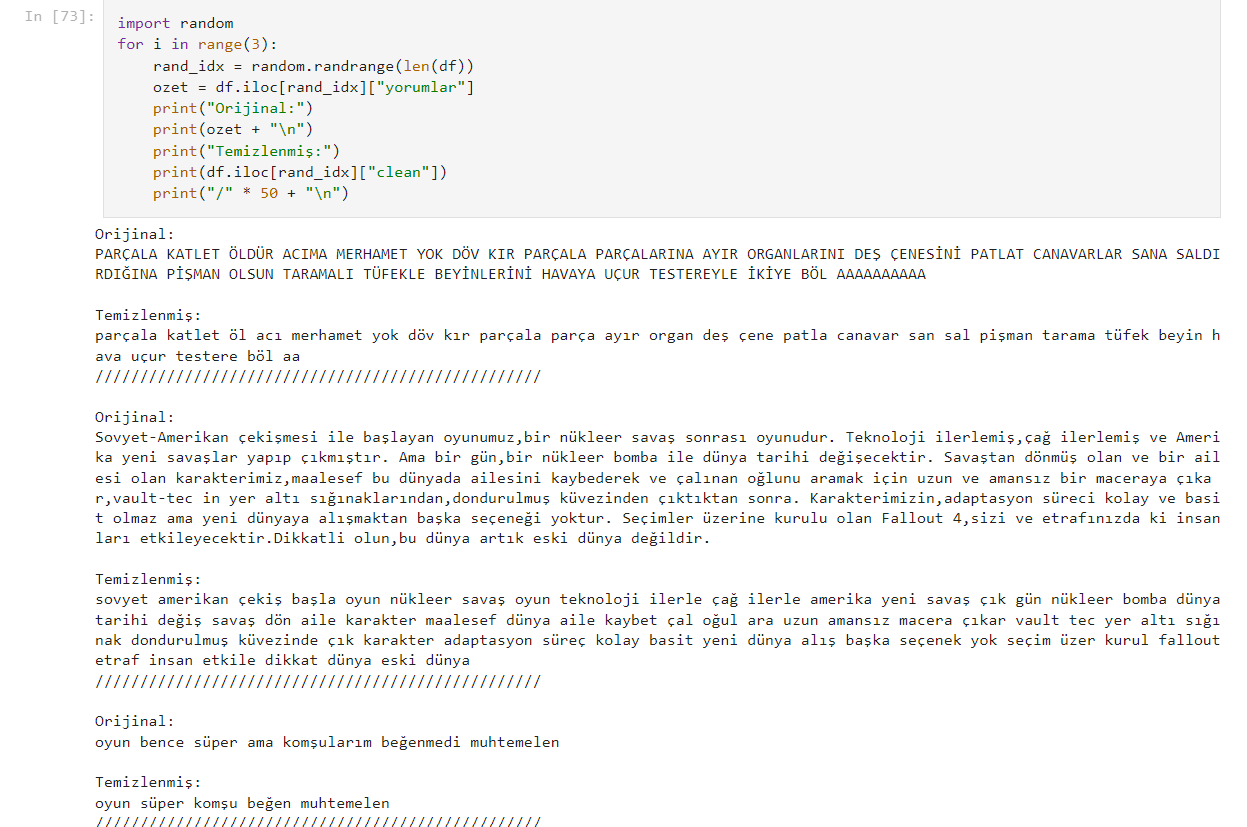 In [73]:
import random
for i in range(3):
    rand_idx = random.randrange(len(df))
    ozet = df.iloc[rand_idx]["yorumlar"]
    print("Orijinal:")
    print(ozet + "\n")
    print("Temizlenmiş:")
    print(df.iloc[rand_idx]["clean"])
    print("/" * 50 + "\n")
Orijinal:
PARÇALA KATLET ÖLDÜR ACIMA MERHAMET YOK DÖV KIR PARÇALA PARÇALARINA AYIR ORGANLARINI DEŞ ÇENESİNİ PATLAT CANAVARLAR SANA SALDI
RDIĞINA PİŞMAN OLSUN TARAMALI TÜFEKLE BEYİNLERİNİ HAVAYA UÇUR TESTEREYLE İKİYE BÖL AAAAAAAAAA
Temizlenmiş:
parçala katlet öl acı merhamet yok döv kır parçala parça ayır organ deş çene patla canavar san sal pişman tarama tüfek beyin h
ava uçur testere böl aa
//////////////////////////////////////////////////
Orijinal:
Sovyet-Amerikan çekişmesi ile başlayan oyunumuz,bir nükleer savaş sonrası oyunudur. Teknoloji ilerlemiş,çağ ilerlemiş ve Ameri
ka yeni savaşlar yapıp çıkmıştır. Ama bir gün,bir nükleer bomba ile dünya tarihi değişecektir. Savaştan dönmüş olan ve bir ail
esi olan karakterimiz,maalesef bu dünyada ailesini kaybederek ve çalınan oğlunu aramak için uzun ve amansız bir maceraya çıka
r,vault-tec in yer altı sığınaklarından,dondurulmuş küvezinden çıktıktan sonra. Karakterimizin,adaptasyon süreci kolay ve basi
t olmaz ama yeni dünyaya alışmaktan başka seçeneği yoktur. Seçimler üzerine kurulu olan Fallout 4,sizi ve etrafınızda ki insan
ları etkileyecektir.Dikkatli olun,bu dünya artık eski dünya değildir.
Temizlenmiş:
sovyet amerikan çekiş başla oyun nükleer savaş oyun teknoloji ilerle çağ ilerle amerika yeni savaş çık gün nükleer bomba dünya
tarihi değiş savaş dön aile karakter maalesef dünya aile kaybet çal oğul ara uzun amansız macera çıkar vault tec yer altı sığı
nak dondurulmuş küvezinde çık karakter adaptasyon süreç kolay basit yeni dünya alış başka seçenek yok seçim üzer kurul fallout
etraf insan etkile dikkat dünya eski dünya
//////////////////////////////////////////////////
Orijinal:
oyun bence süper ama komşularım beğenmedi muhtemelen
Temizlenmiş:
oyun süper komşu beğen muhtemelen
//////////////////////////////////////////////////